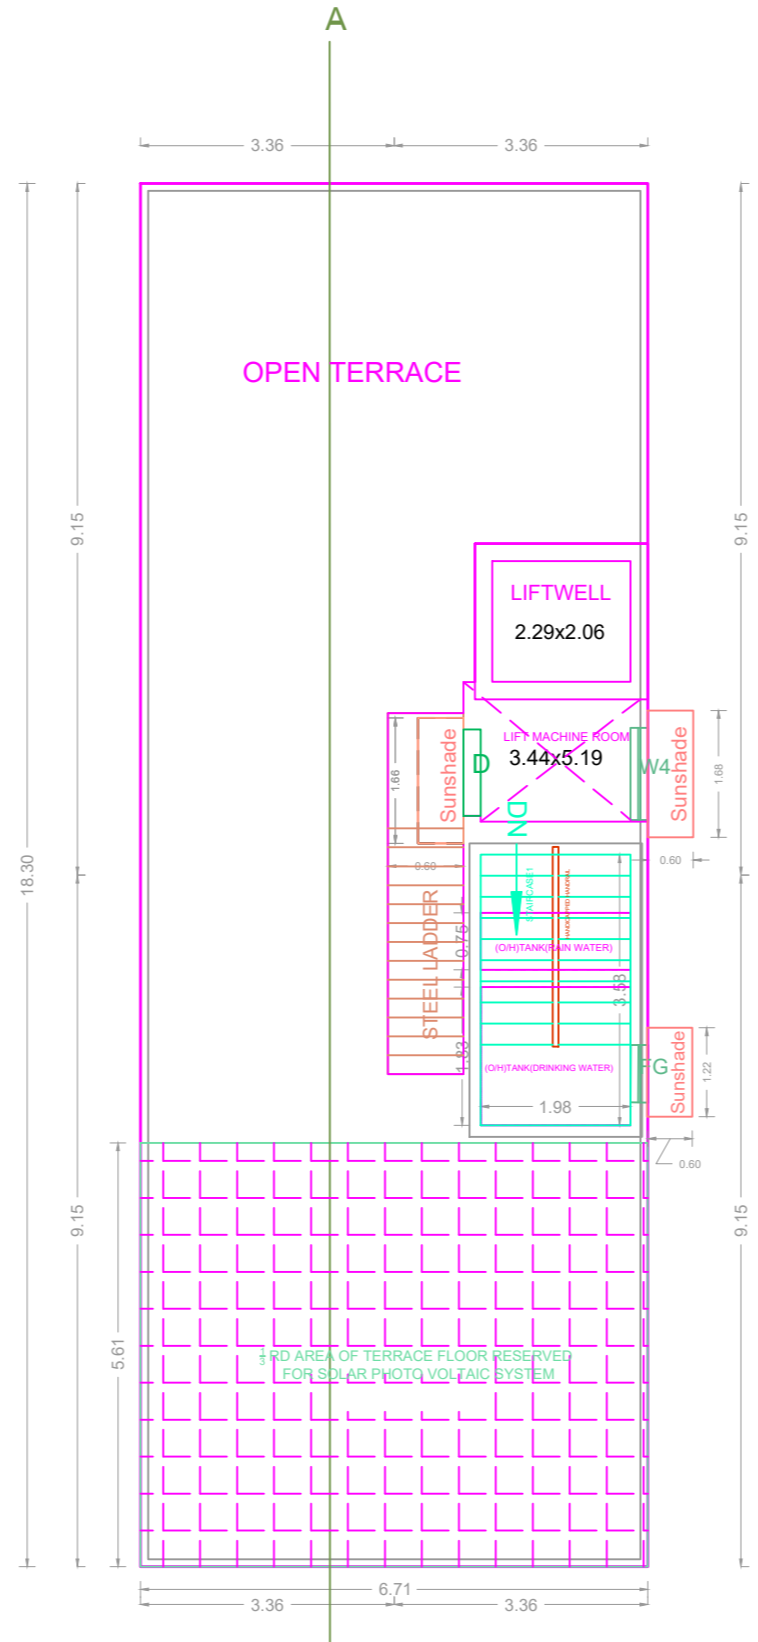 A
3.36
3.36
OPEN TERRACE
9.15
9.15
LIFTWELL
2.29x2.06
LIFT MACHINE ROOM
3.44x5.19
Sunshade
D
W4
Sunshade
1.66
1.68
DN
18.30
0.60
0.60
STAIRCASE1
STEEL LADDER
0.75
(O/H)TANK(RAIN WATER)
3.58
1.83
(O/H)TANK(DRINKING WATER)
FG
Sunshade
1.22
1.98
0.60
9.15
9.15
5.61
1/3 RD AREA OF TERRACE FLOOR RESERVED
FOR SOLAR PHOTO VOLTAIC SYSTEM
6.71
3.36
3.36